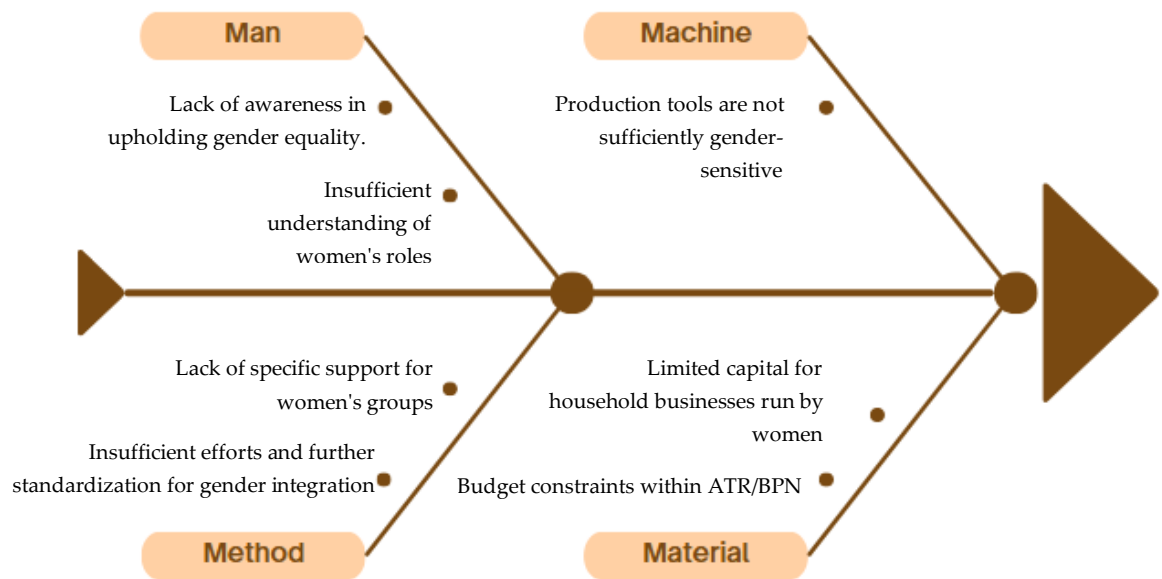 Man
Lack of awareness in
upholding gender equality.
Insufficient
understanding of
women's roles
Machine
Production tools are not
sufficiently gender-
sensitive
Lack of specific support for
women's groups
Insufficient efforts and further
standardization for gender integration
Method
Limited capital for
household businesses run by
women
Budget constraints within ATR/BPN
Material